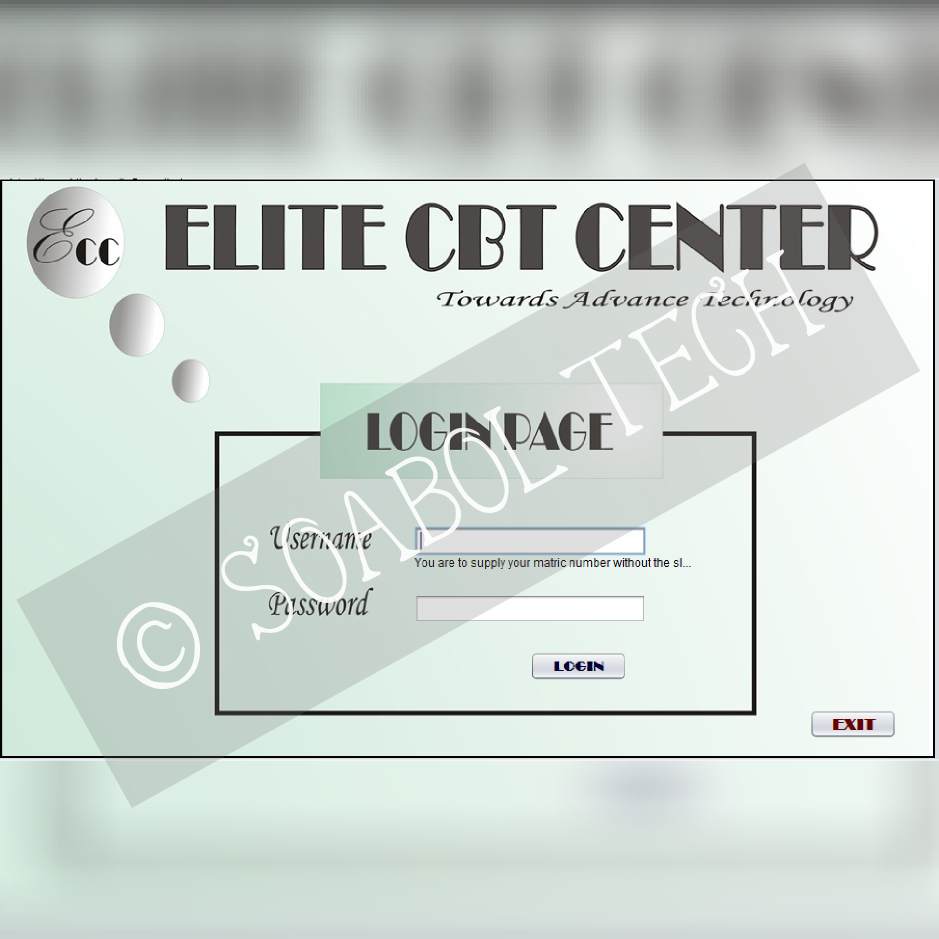 Ecc
ELITE CBT CENTER
Towards Advance Technology
LOGIN PAGE
Username
You are to supply your matric number without the sl...
Password
LOGIN
EXIT
© SOABOL TECH